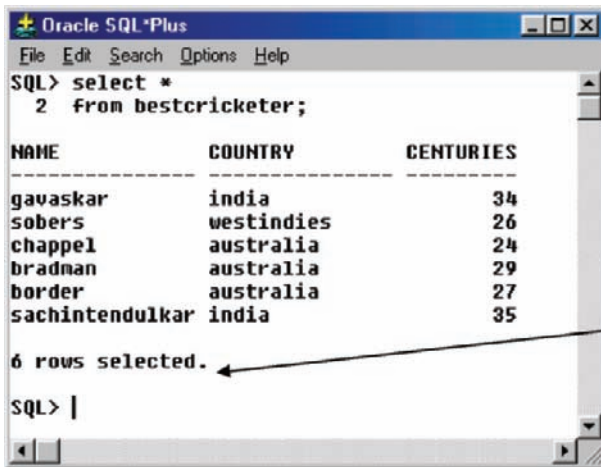 Oracle SQL*Plus
File Edit Search Options Help
SQL> select *
2 from bestcricketer;
NAME COUNTRY CENTURIES
--------------- --------------- ---------
gavaskar india 34
sobers westindies 26
chappel australia 24
bradman australia 29
border australia 27
sachintendulkar india 35
6 rows selected.
SQL>